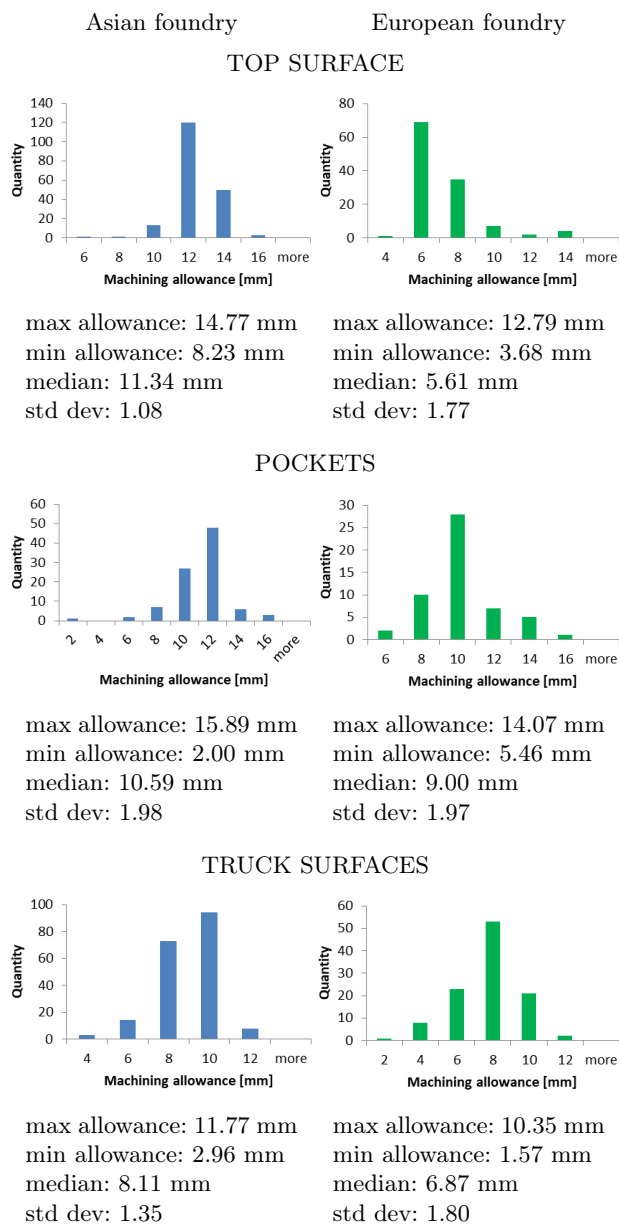 Asian foundry European foundry
TOP SURFACE
140
120
100
80
60
40
20
0
Quantity
6 8 10 12 14 16 more
Machining allowance [mm]
80
60
40
20
0
Quantity
4 6 8 10 12 14 more
Machining allowance [mm]
max allowance: 14.77 mm
min allowance: 8.23 mm
median: 11.34 mm
std dev: 1.08
max allowance: 12.79 mm
min allowance: 3.68 mm
median: 5.61 mm
std dev: 1.77
POCKETS
60
50
40
30
20
10
0
Quantity
2 4 6 8 10 12 14 16 more
Machining allowance [mm]
30
25
20
15
10
5
0
Quantity
6 8 10 12 14 16 more
Machining allowance [mm]
max allowance: 15.89 mm
min allowance: 2.00 mm
median: 10.59 mm
std dev: 1.98
max allowance: 14.07 mm
min allowance: 5.46 mm
median: 9.00 mm
std dev: 1.97
TRUCK SURFACES
100
80
60
40
20
0
Quantity
4 6 8 10 12 more
Machining allowance [mm]
60
50
40
30
20
10
0
Quantity
2 4 6 8 10 12 more
Machining allowance [mm]
max allowance: 11.77 mm
min allowance: 2.96 mm
median: 8.11 mm
std dev: 1.35
max allowance: 10.35 mm
min allowance: 1.57 mm
median: 6.87 mm
std dev: 1.80